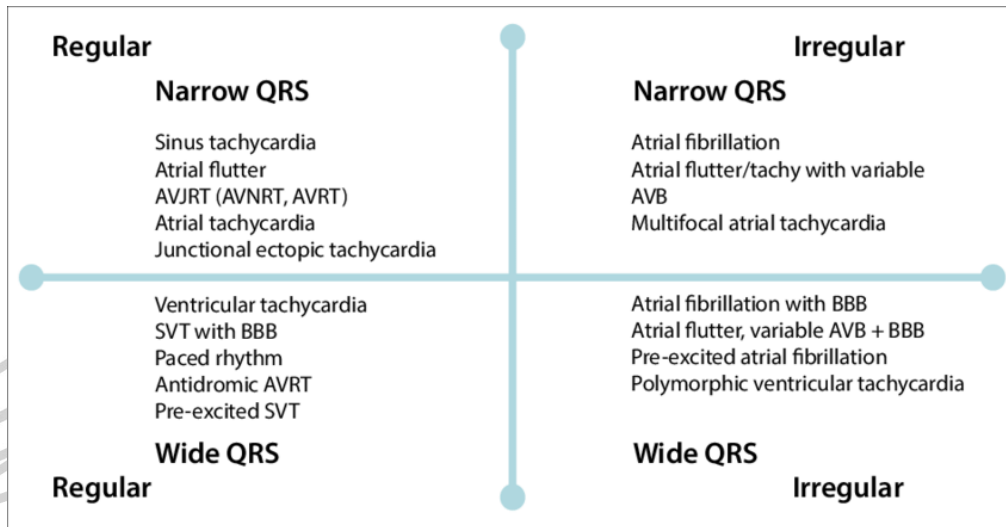 Regular
Irregular
Narrow QRS
Narrow QRS
Sinus tachycardia
Atrial flutter
AVJRT (AVNRT, AVRT)
Atrial tachycardia
Junctional ectopic tachycardia
Atrial fibrillation
Atrial flutter/tachy with variable
AVB
Multifocal atrial tachycardia
Ventricular tachycardia
SVT with BBB
Paced rhythm
Antidromic AVRT
Pre-excited SVT
Atrial fibrillation with BBB
Atrial flutter, variable AVB + BBB
Pre-excited atrial fibrillation
Polymorphic ventricular tachycardia
Wide QRS
Wide QRS
Regular
Irregular